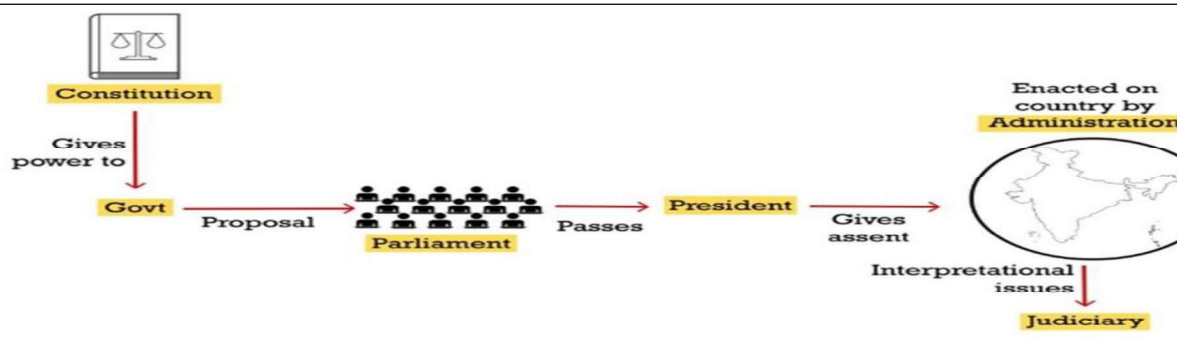 Constitution
Gives
power to
Govt
Proposal
Parliament
Passes
President
Gives
assent
Enacted on
country by
Administration
Interpretational
issues
Judiciary